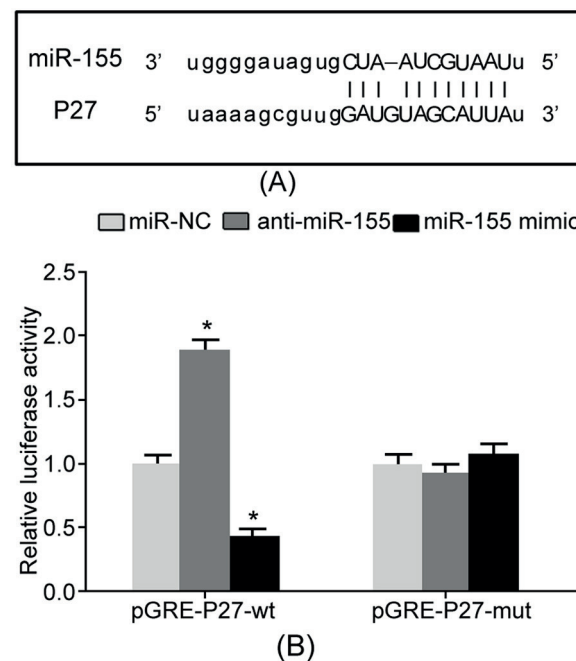 miR-155 3' uggggauagugCUA–AUCGUAAUu 5'
P27 5' uaaaagcguugGAUGUAGCAUUAu 3'
(A)
miR-NC anti-miR-155 miR-155 mimic
Relative luciferase activity
2.5
2.0
1.5
1.0
0.5
0.0
*
*
pGRE-P27-wt pGRE-P27-mut
(B)